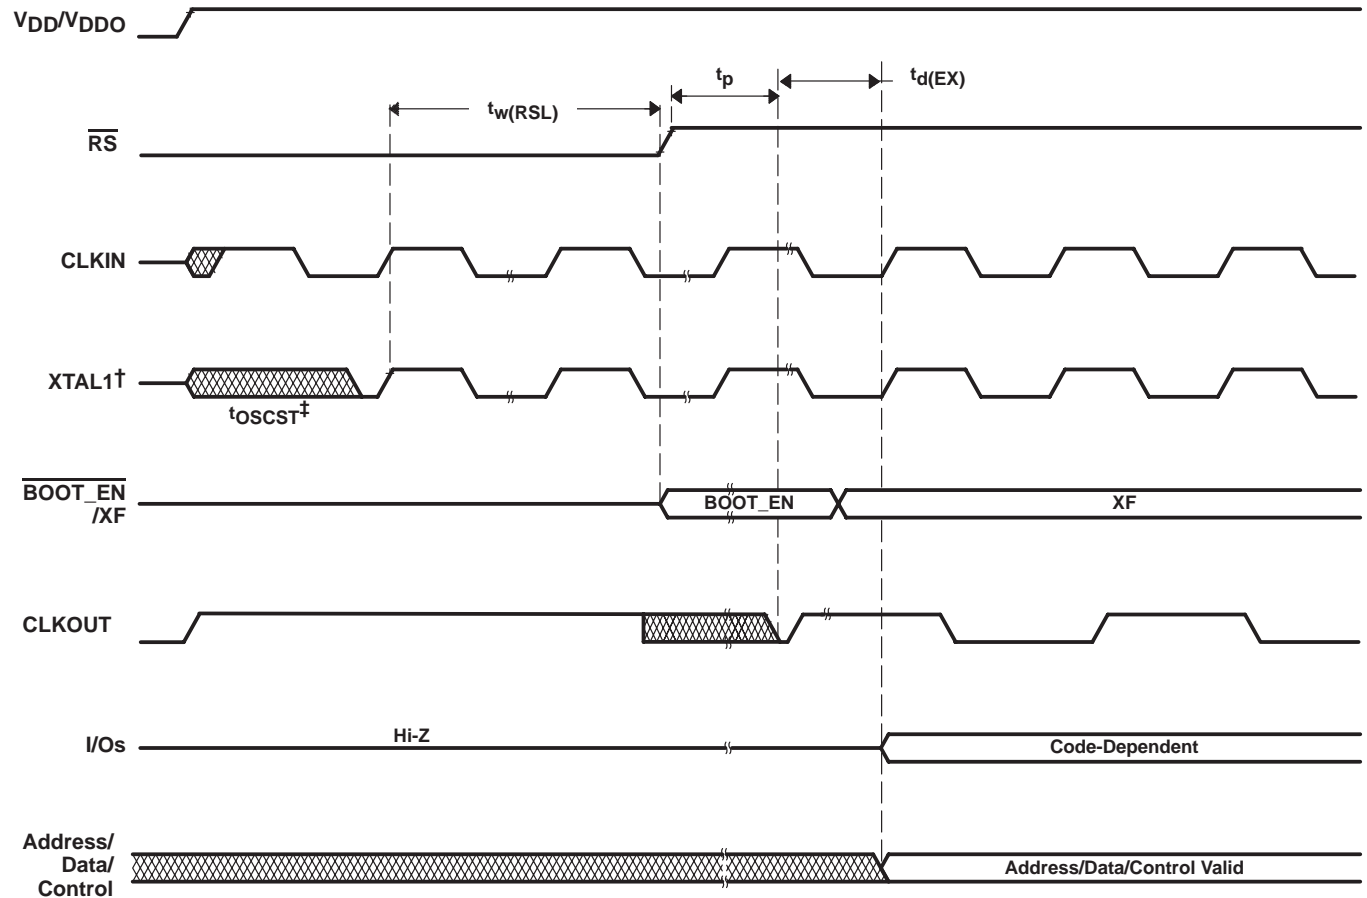 VDD/VDDO
tp
td(EX)
tw(RSL)
RS
CLKIN
XTAL1†
tOSCST‡
BOOT_EN
/XF
BOOT_EN
XF
CLKOUT
I/Os
Hi-Z
Code-Dependent
Address/
Data/
Control
Address/Data/Control Valid